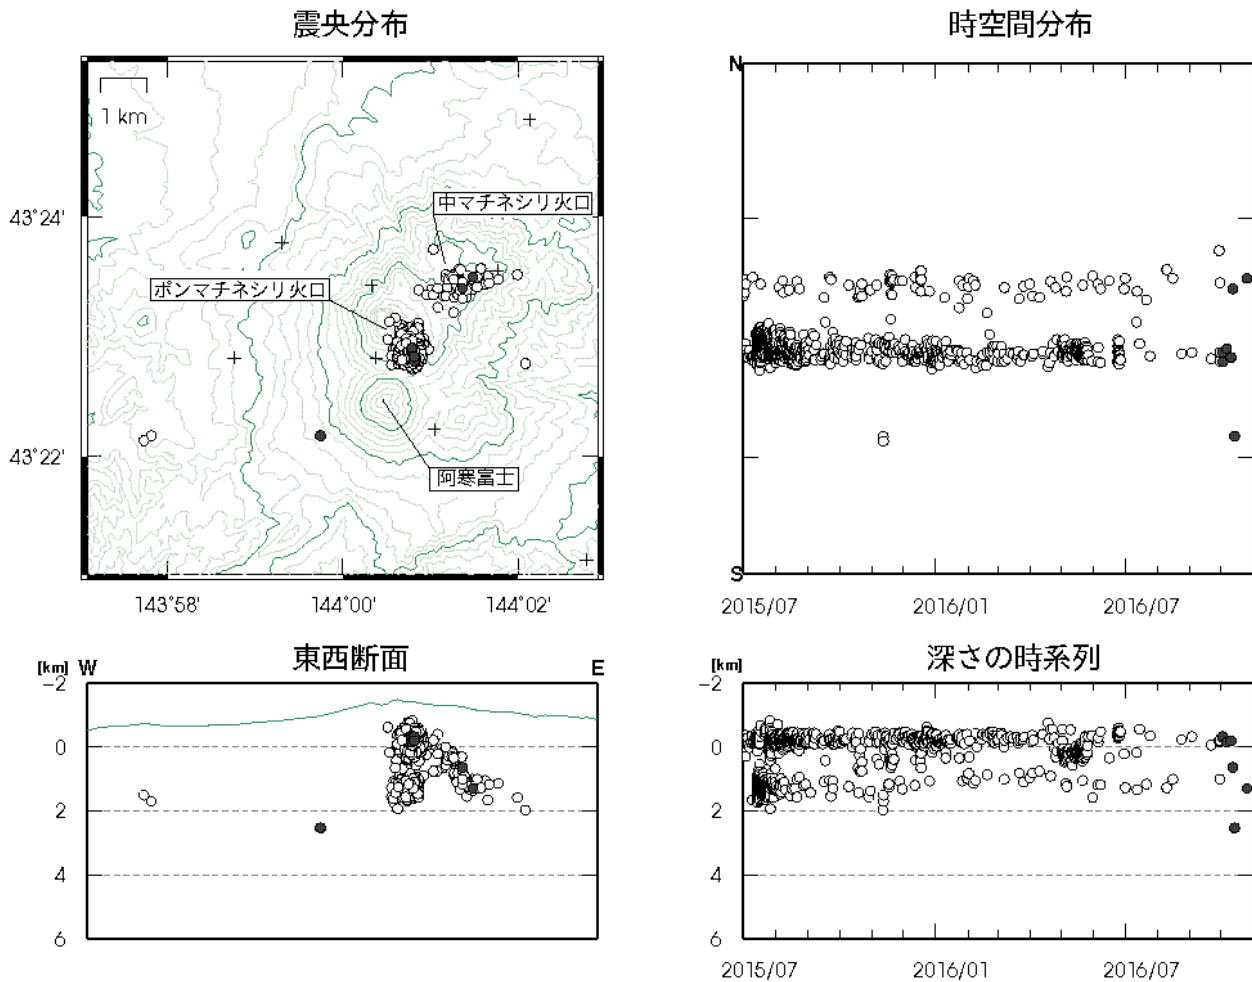 震央分布
時空間分布
1 km
中マチネシリ火口
43°24'
ポンマチネシリ火口
43°22'
阿寒富士
143°58'
144°00'
144°02'
N
S
2015/07
2016/01
2016/07
東西断面
[km]
W
E
-2
0
2
4
6
深さの時系列
[km]
-2
0
2
4
6
2015/07
2016/01
2016/07